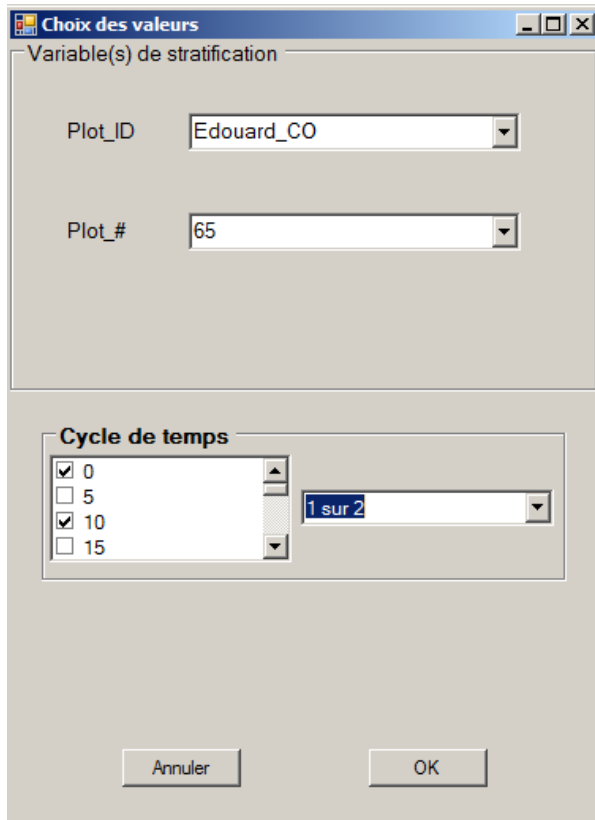 Choix des valeurs
Variable(s) de stratification
Plot_ID Edouard_CO
Plot_# 65
Cycle de temps
0
5
10
15
1 sur 2
Annuler OK